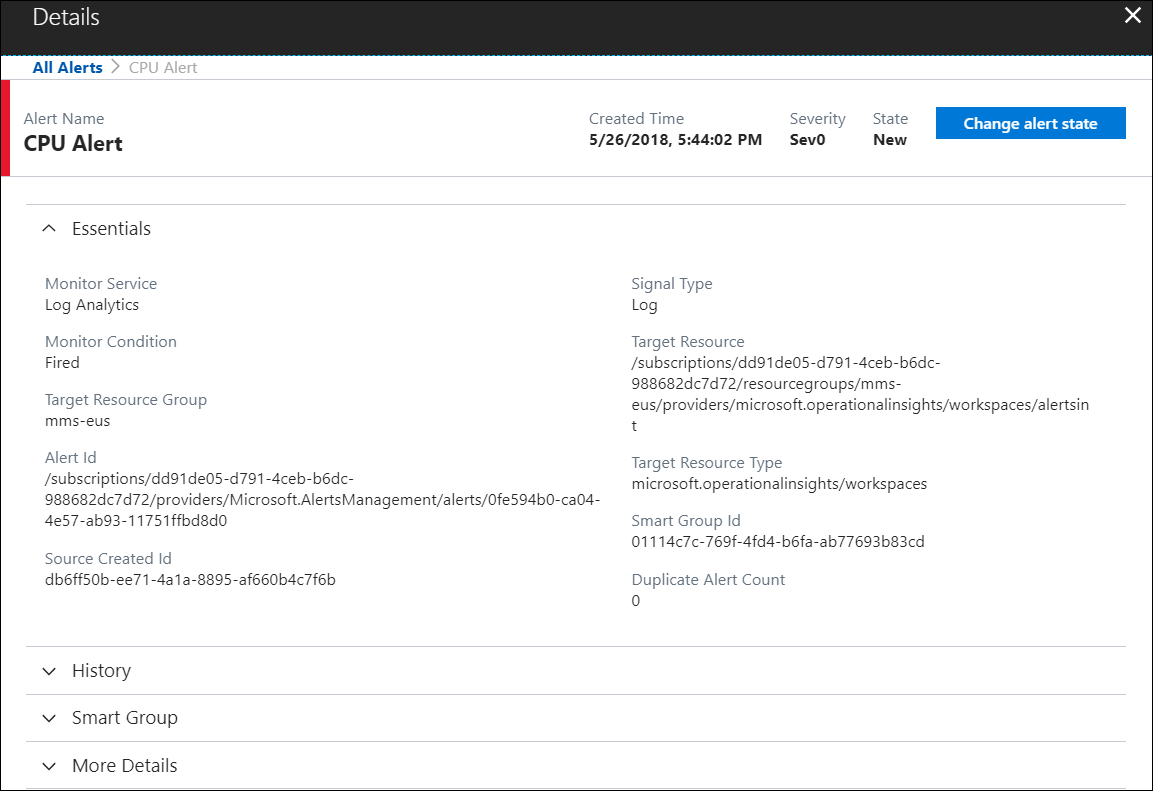 Details
All Alerts > CPU Alert
Alert Name
CPU Alert
Created Time
5/26/2018, 5:44:02 PM
Severity
Sev0
State
New
Change alert state
Essentials
Monitor Service
Log Analytics
Monitor Condition
Fired
Target Resource Group
mms-eus
Alert Id
/subscriptions/dd91de05-d791-4ceb-b6dc-
988682dc7d72/providers/Microsoft.AlertsManagement/alerts/0fe594b0-ca04-
4e57-ab93-11751ffbd8d0
Source Created Id
db6ff50b-ee71-4a1a-8895-af660b4c7f6b
Signal Type
Log
Target Resource
/subscriptions/dd91de05-d791-4ceb-b6dc-
988682dc7d72/resourcegroups/mms-
eus/providers/microsoft.operationalinsights/workspaces/alertsin
t
Target Resource Type
microsoft.operationalinsights/workspaces
Smart Group Id
01114c7c-769f-4fd4-b6fa-ab77693b83cd
Duplicate Alert Count
0
History
Smart Group
More Details